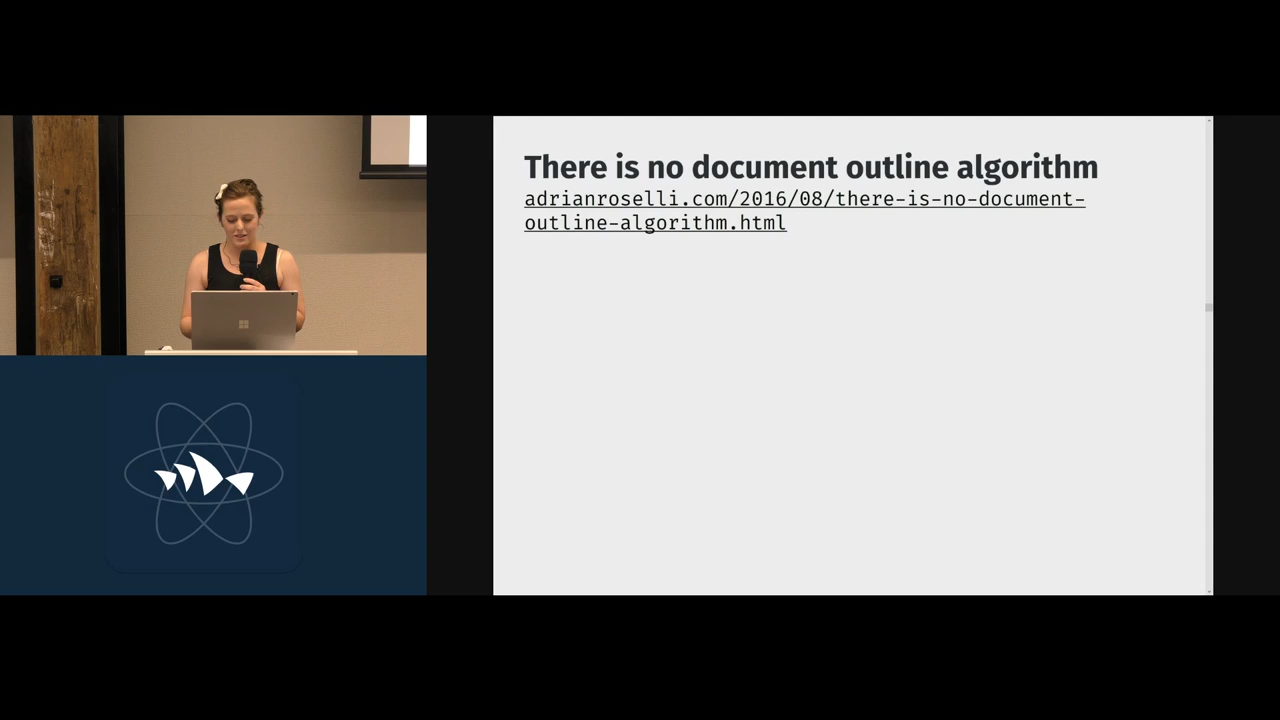 There is no document outline algorithm
adrianroselli.com/2016/08/there-is-no-document-
outline-algorithm.html